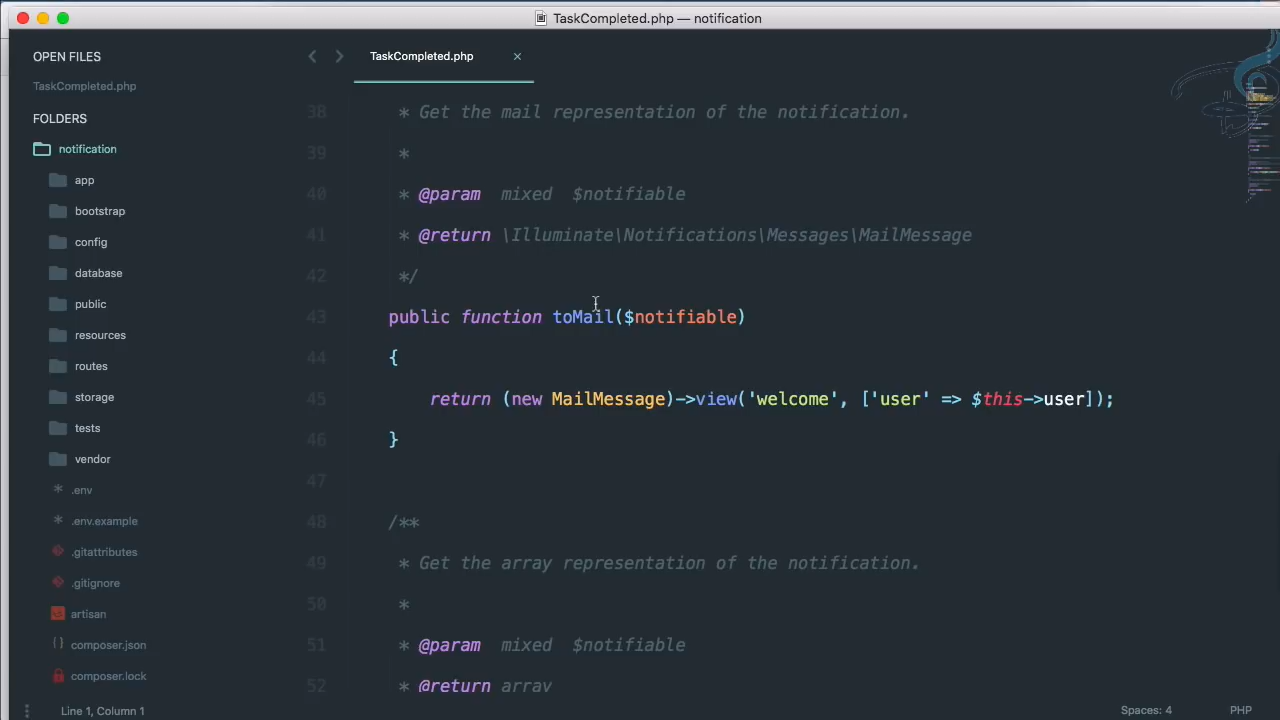 TaskCompleted.php — notification
OPEN FILES
TaskCompleted.php
FOLDERS
notification
app
bootstrap
config
database
public
resources
routes
storage
tests
vendor
.env
.env.example
.gitattributes
.gitignore
artisan
composer.json
composer.lock
TaskCompleted.php ×
38 * Get the mail representation of the notification.
39 *
40 * @param mixed $notifiable
41 * @return \Illuminate\Notifications\Messages\MailMessage
42 */
43 public function toMail($notifiable)
44 {
45 return (new MailMessage)->view('welcome', ['user' => $this->user]);
46 }
47
48 /**
49 * Get the array representation of the notification.
50 *
51 * @param mixed $notifiable
52 * @return array
Line 1, Column 1
Spaces: 4
PHP